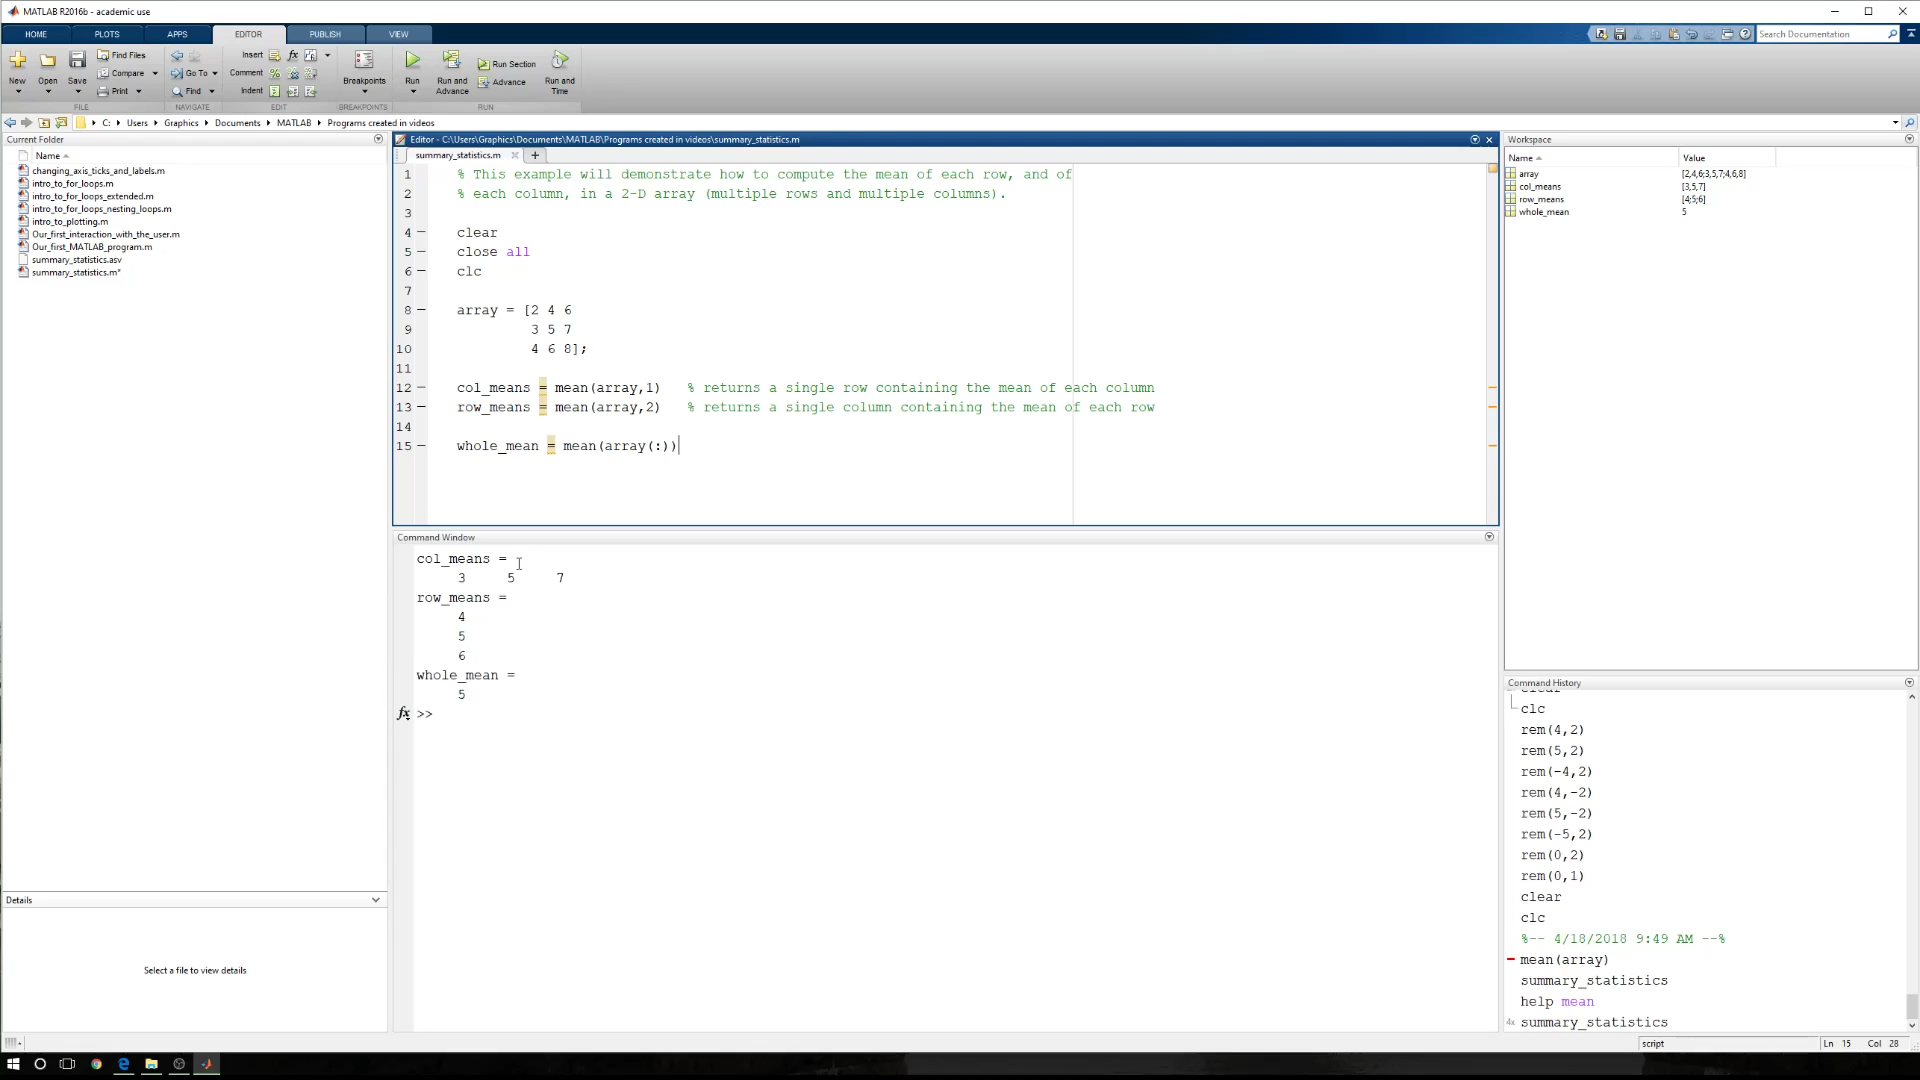 MATLAB R2016b - academic use
HOME PLOTS APPS EDITOR PUBLISH VIEW
Search Documentation
New Open Save
Find Files
Compare
Print
Go To
Find
Insert
Comment
Indent
Breakpoints
Run
Run and Advance
Run Section
Advance
Run and Time
FILE NAVIGATE EDIT BREAKPOINTS RUN
C: Users Graphics Documents MATLAB Programs created in videos
Current Folder
Name
changing_axis_ticks_and_labels.m
intro_to_for_loops.m
intro_to_for_loops_extended.m
intro_to_for_loops_nesting_loops.m
intro_to_plotting.m
Our_first_interaction_with_the_user.m
Our_first_MATLAB_program.m
summary_statistics.asv
summary_statistics.m*
Details
Select a file to view details
Editor - C:\Users\Graphics\Documents\MATLAB\Programs created in videos\summary_statistics.m
summary_statistics.m
1 % This example will demonstrate how to compute the mean of each row, and of
2 % each column, in a 2-D array (multiple rows and multiple columns).
3
4 – clear
5 – close all
6 – clc
7
8 – array = [2 4 6
9 3 5 7
10 4 6 8];
11
12 – col_means = mean(array,1) % returns a single row containing the mean of each column
13 – row_means = mean(array,2) % returns a single column containing the mean of each row
14
15 – whole_mean = mean(array(:))
Command Window
col_means =
3 5 7
row_means =
4
5
6
whole_mean =
5
fx >>
Workspace
Name Value
array [2,4,6;3,5,7;4,6,8]
col_means [3,5,7]
row_means [4;5;6]
whole_mean 5
Command History
clear
clc
rem(4,2)
rem(5,2)
rem(-4,2)
rem(4,-2)
rem(5,-2)
rem(-5,2)
rem(0,2)
rem(0,1)
clear
clc
%-- 4/18/2018 9:49 AM --%
mean(array)
summary_statistics
help mean
4x summary_statistics
script Ln 15 Col 28